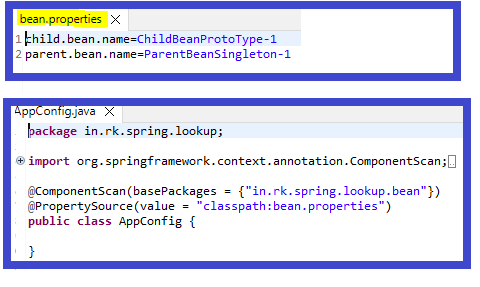 bean.properties
1 child.bean.name=ChildBeanProtoType-1
2 parent.bean.name=ParentBeanSingleton-1
AppConfig.java
package in.rk.spring.lookup;
import org.springframework.context.annotation.ComponentScan;
@ComponentScan(basePackages = {"in.rk.spring.lookup.bean"})
@PropertySource(value = "classpath:bean.properties")
public class AppConfig {
}